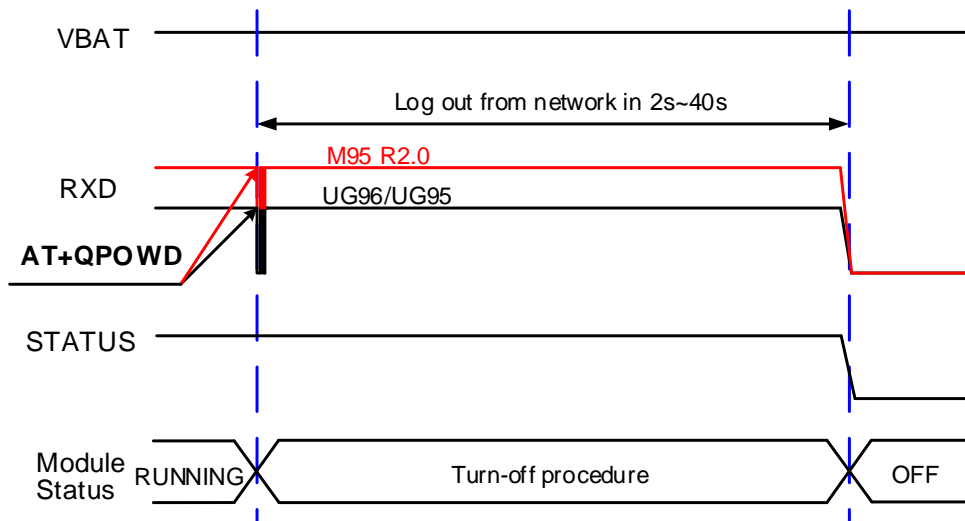 VBAT
Log out from network in 2s~40s
M95 R2.0
RXD
UG96/UG95
AT+QPOWD
STATUS
Module
Status
RUNNING
Turn-off procedure
OFF